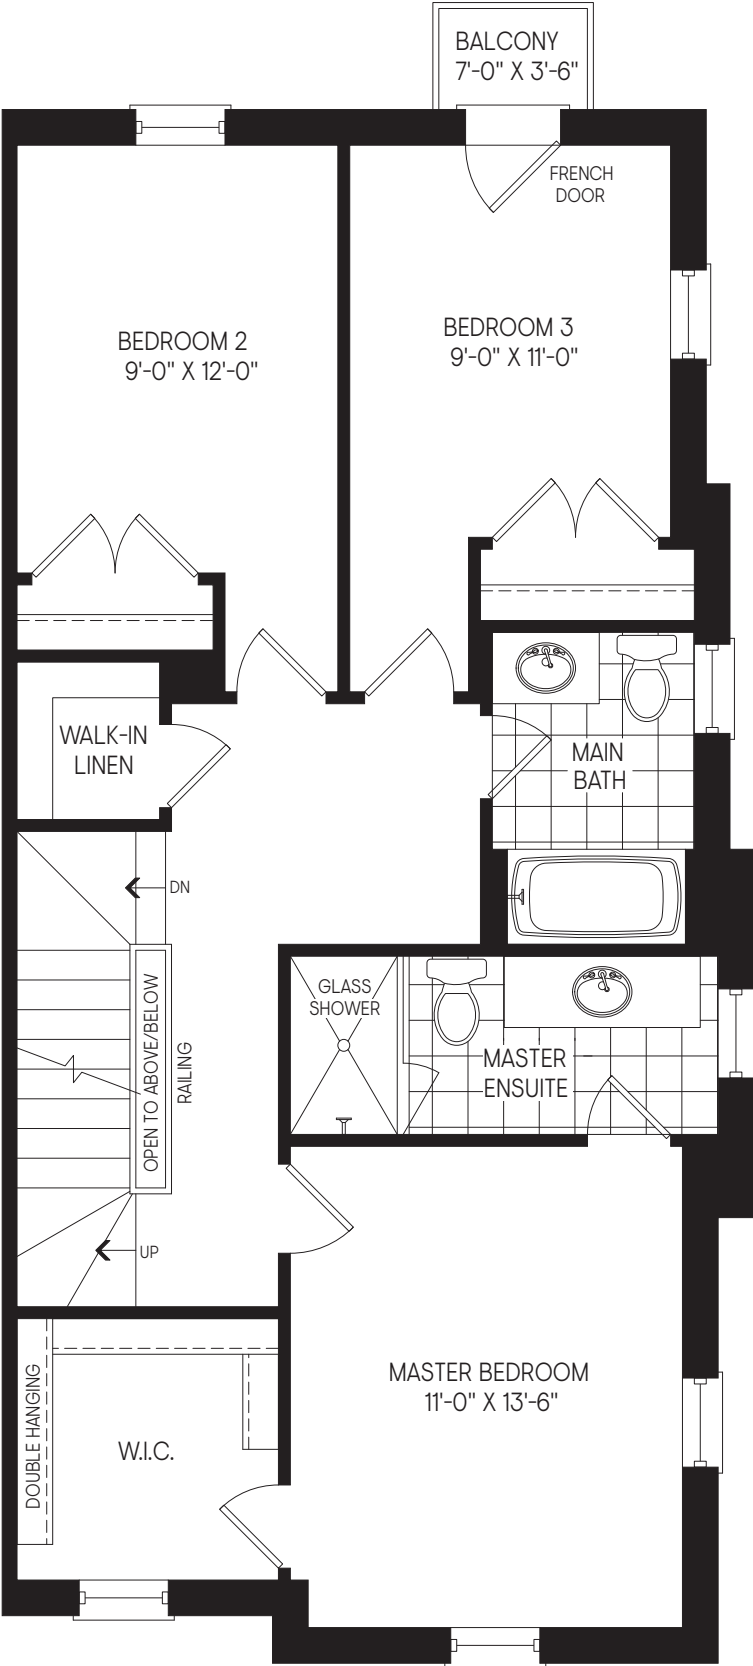 BALCONY
7'-0" X 3'-6"
FRENCH
DOOR
BEDROOM 2
9'-0" X 12'-0"
BEDROOM 3
9'-0" X 11'-0"
WALK-IN
LINEN
MAIN
BATH
DN
OPEN TO ABOVE/BELOW
RAILING
GLASS
SHOWER
MASTER
ENSUITE
UP
MASTER BEDROOM
11'-0" X 13'-6"
DOUBLE HANGING
W.I.C.